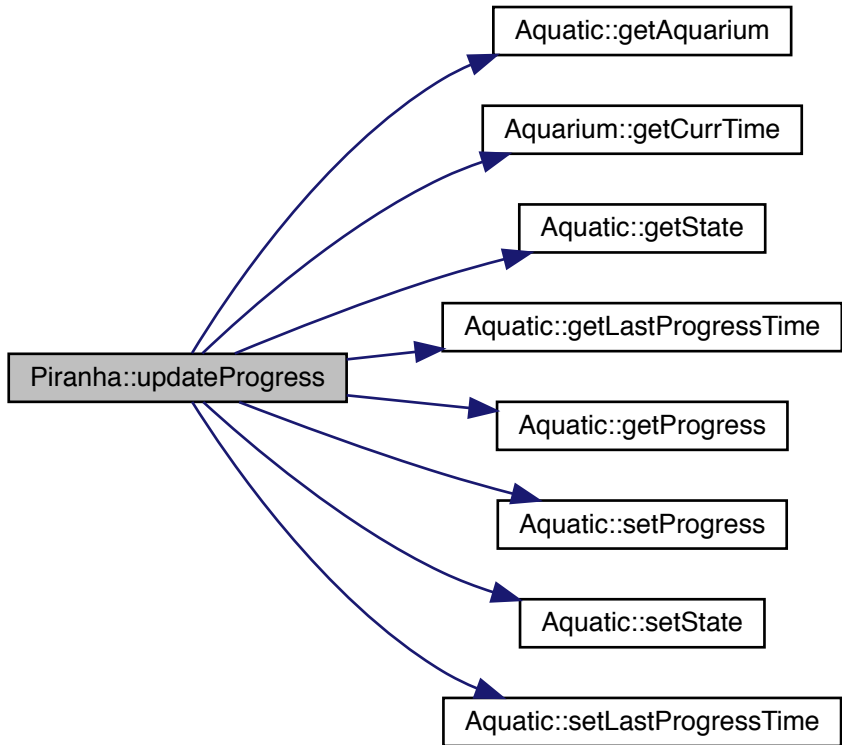 Aquatic::getAquarium
Aquarium::getCurrTime
Aquatic::getState
Aquatic::getLastProgressTime
Piranha::updateProgress
Aquatic::getProgress
Aquatic::setProgress
Aquatic::setState
Aquatic::setLastProgressTime